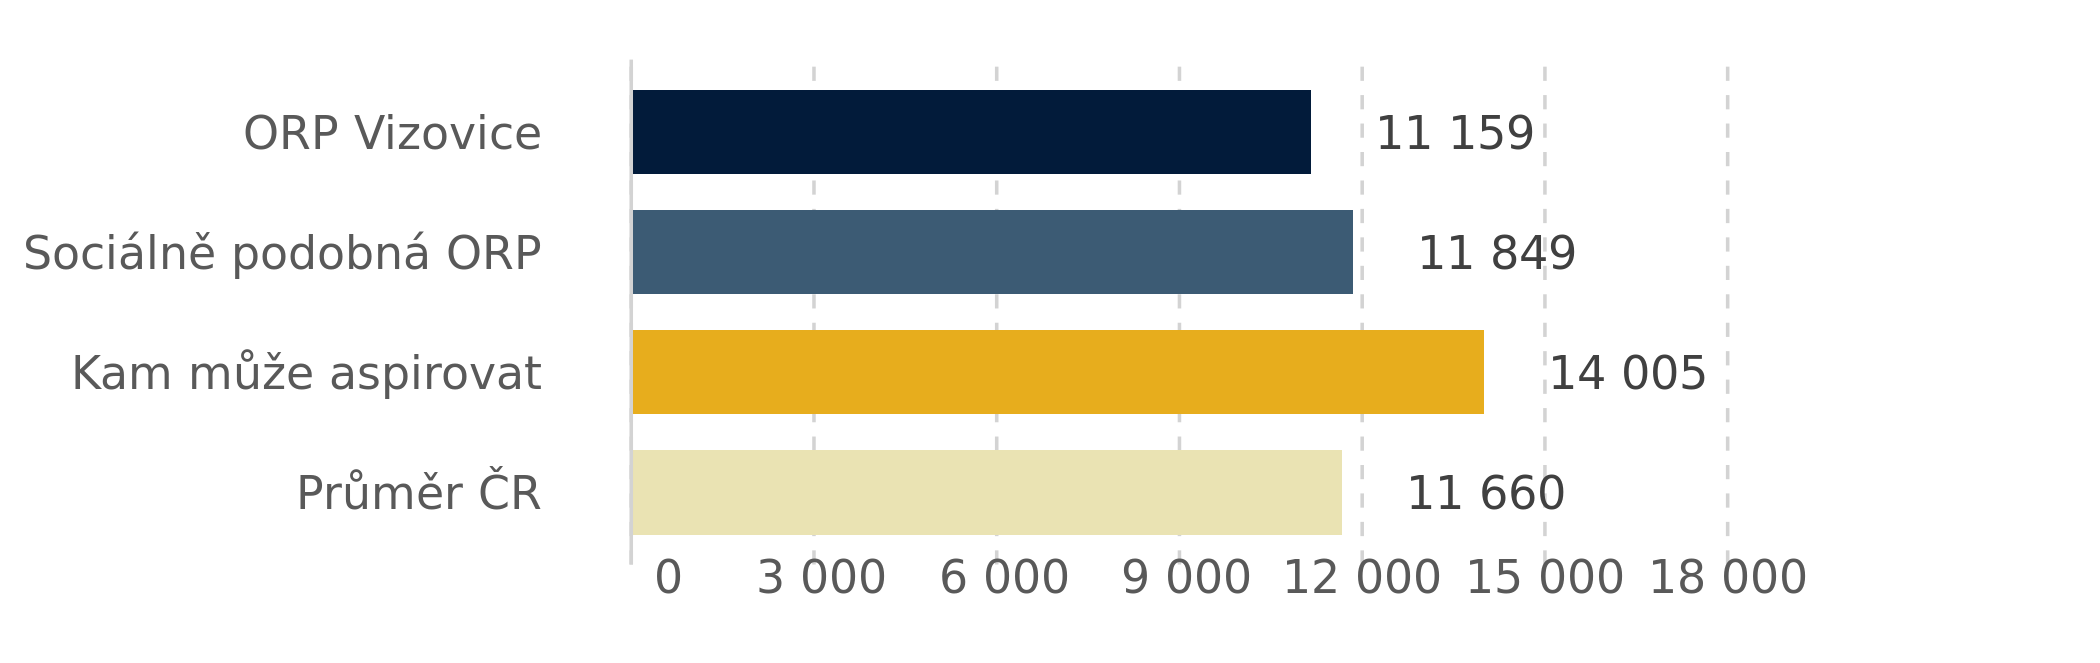 ORP Vizovice 11 159
Sociálně podobná ORP 11 849
Kam může aspirovat 14 005
Průměr ČR 11 660
0 3 000 6 000 9 000 12 000 15 000 18 000